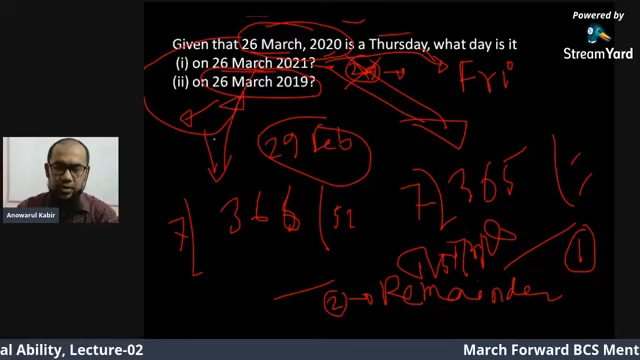 Powered by
StreamYard
Given that 26 March, 2020 is a Thursday, what day is it
(i) on 26 March 2021?
Fri
(ii) on 26 March 2019?
29 Feb
7) 366 (52
7) 365 (
1
2 → Remainder
Anowarul Kabir
al Ability, Lecture-02
March Forward BCS Ment